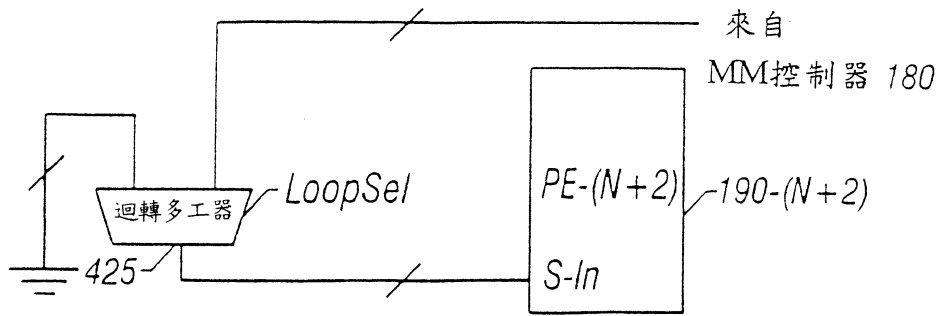 來自
MM控制器 180
PE-(N+2)
190-(N+2)
LoopSel
迴轉多工器
425
S-In